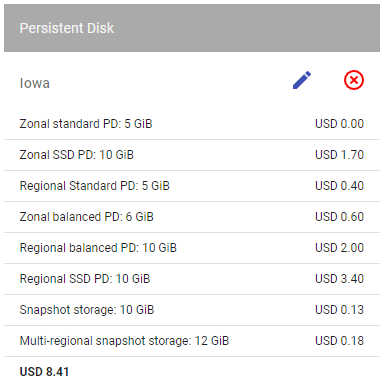 Persistent Disk
Iowa
Zonal standard PD: 5 GiB USD 0.00
Zonal SSD PD: 10 GiB USD 1.70
Regional Standard PD: 5 GiB USD 0.40
Zonal balanced PD: 6 GiB USD 0.60
Regional balanced PD: 10 GiB USD 2.00
Regional SSD PD: 10 GiB USD 3.40
Snapshot storage: 10 GiB USD 0.13
Multi-regional snapshot storage: 12 GiB USD 0.18
USD 8.41